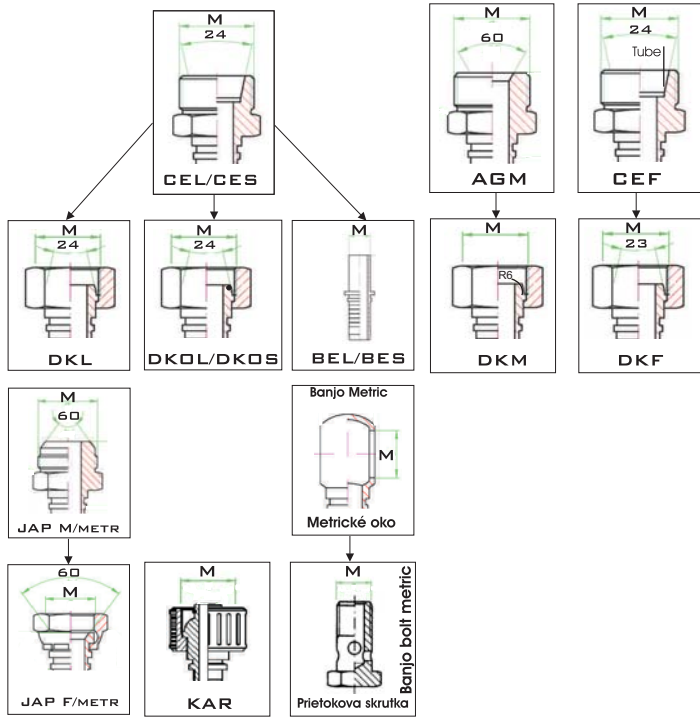 M
24
CEL/CES
M
60
AGM
M
24
Tube
CEF
M
24
DKL
M
24
DKOL/DKOS
M
BEL/BES
M
R6
DKM
M
23
DKF
M
60
JAP M/METR
Banjo Metric
M
Metrické oko
60
M
JAP F/METR
M
KAR
M
Banjo bolt metric
Prietokova skrutka